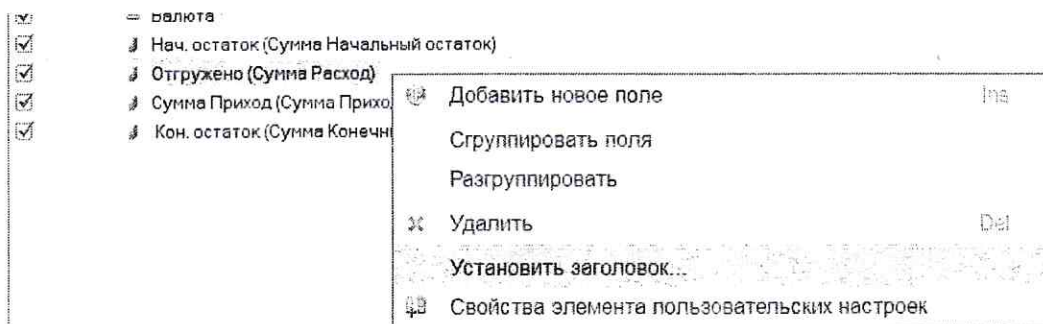 Валюта
Нач. остаток (Сумма Начальный остаток)
Отгружено (Сумма Расход)
Сумма Приход (Сумма Прихо
Кон. остаток (Сумма Конечн
Добавить новое поле Ins
Сгруппировать поля
Разгруппировать
Удалить Del
Установить заголовок...
Свойства элемента пользовательских настроек